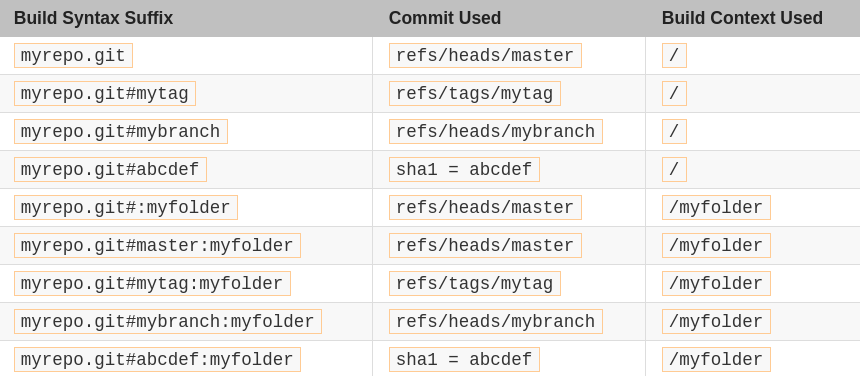 Build Syntax Suffix Commit Used Build Context Used
myrepo.git refs/heads/master /
myrepo.git#mytag refs/tags/mytag /
myrepo.git#mybranch refs/heads/mybranch /
myrepo.git#abcdef sha1 = abcdef /
myrepo.git#:myfolder refs/heads/master /myfolder
myrepo.git#master:myfolder refs/heads/master /myfolder
myrepo.git#mytag:myfolder refs/tags/mytag /myfolder
myrepo.git#mybranch:myfolder refs/heads/mybranch /myfolder
myrepo.git#abcdef:myfolder sha1 = abcdef /myfolder